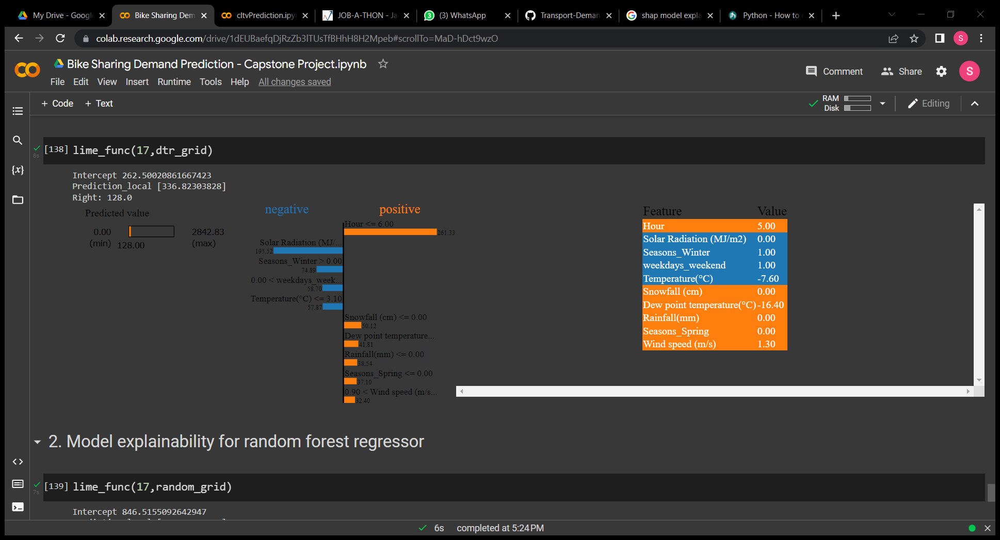 My Drive - Google
Bike Sharing Dem
cltvPrediction.ipy
JOB-A-THON - Ja
3
(3) WhatsApp
Transport-Deman
shap model expla
Python - How to
colab.research.google.com/drive/1dEUBaefqDjRzZb3lTUsTfBHhH8H2Mpeb#scrollTo=MaD-hDct9wzO
S
Bike Sharing Demand Prediction - Capstone Project.ipynb
Comment
Share
S
File Edit View Insert Runtime Tools Help All changes saved
+ Code + Text
RAM
Disk
Editing
{x}
[138] lime_func(17,dtr_grid)
8s
Intercept 262.50020861667423
Prediction_local [336.82303828]
Right: 128.0
Predicted value
0.00
(min)
128.00
2842.83
(max)
negative positive
Hour <= 6.00
261.33
Solar Radiation (MJ/...
195.52
Seasons_Winter > 0.00
74.89
0.00 < weekdays_week...
58.70
Temperature(°C) <= 3.10
57.87
Snowfall (cm) <= 0.00
50.12
Dew point temperature...
41.81
Rainfall(mm) <= 0.00
38.54
Seasons_Spring <= 0.00
37.10
0.90 < Wind speed (m/s...
32.40
Feature Value
Hour 5.00
Solar Radiation (MJ/m2) 0.00
Seasons_Winter 1.00
weekdays_weekend 1.00
Temperature(°C) -7.60
Snowfall (cm) 0.00
Dew point temperature(°C) -16.40
Rainfall(mm) 0.00
Seasons_Spring 0.00
Wind speed (m/s) 1.30
2. Model explainability for random forest regressor
[139] lime_func(17,random_grid)
7s
Intercept 846.5155092642947
6s completed at 5:24 PM